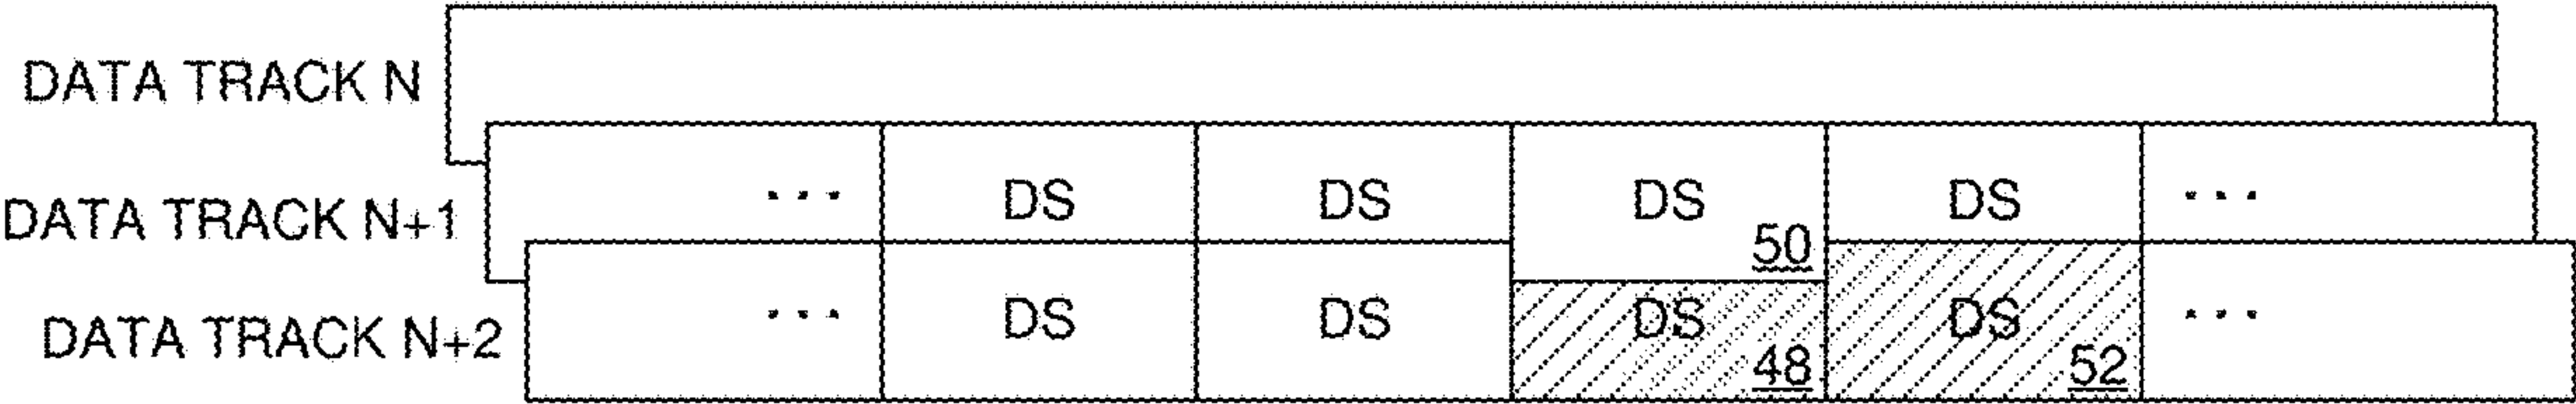 DATA TRACK N
DATA TRACK N+1 ... DS DS DS 50 DS ...
DATA TRACK N+2 ... DS DS DS 48 DS 52 ...